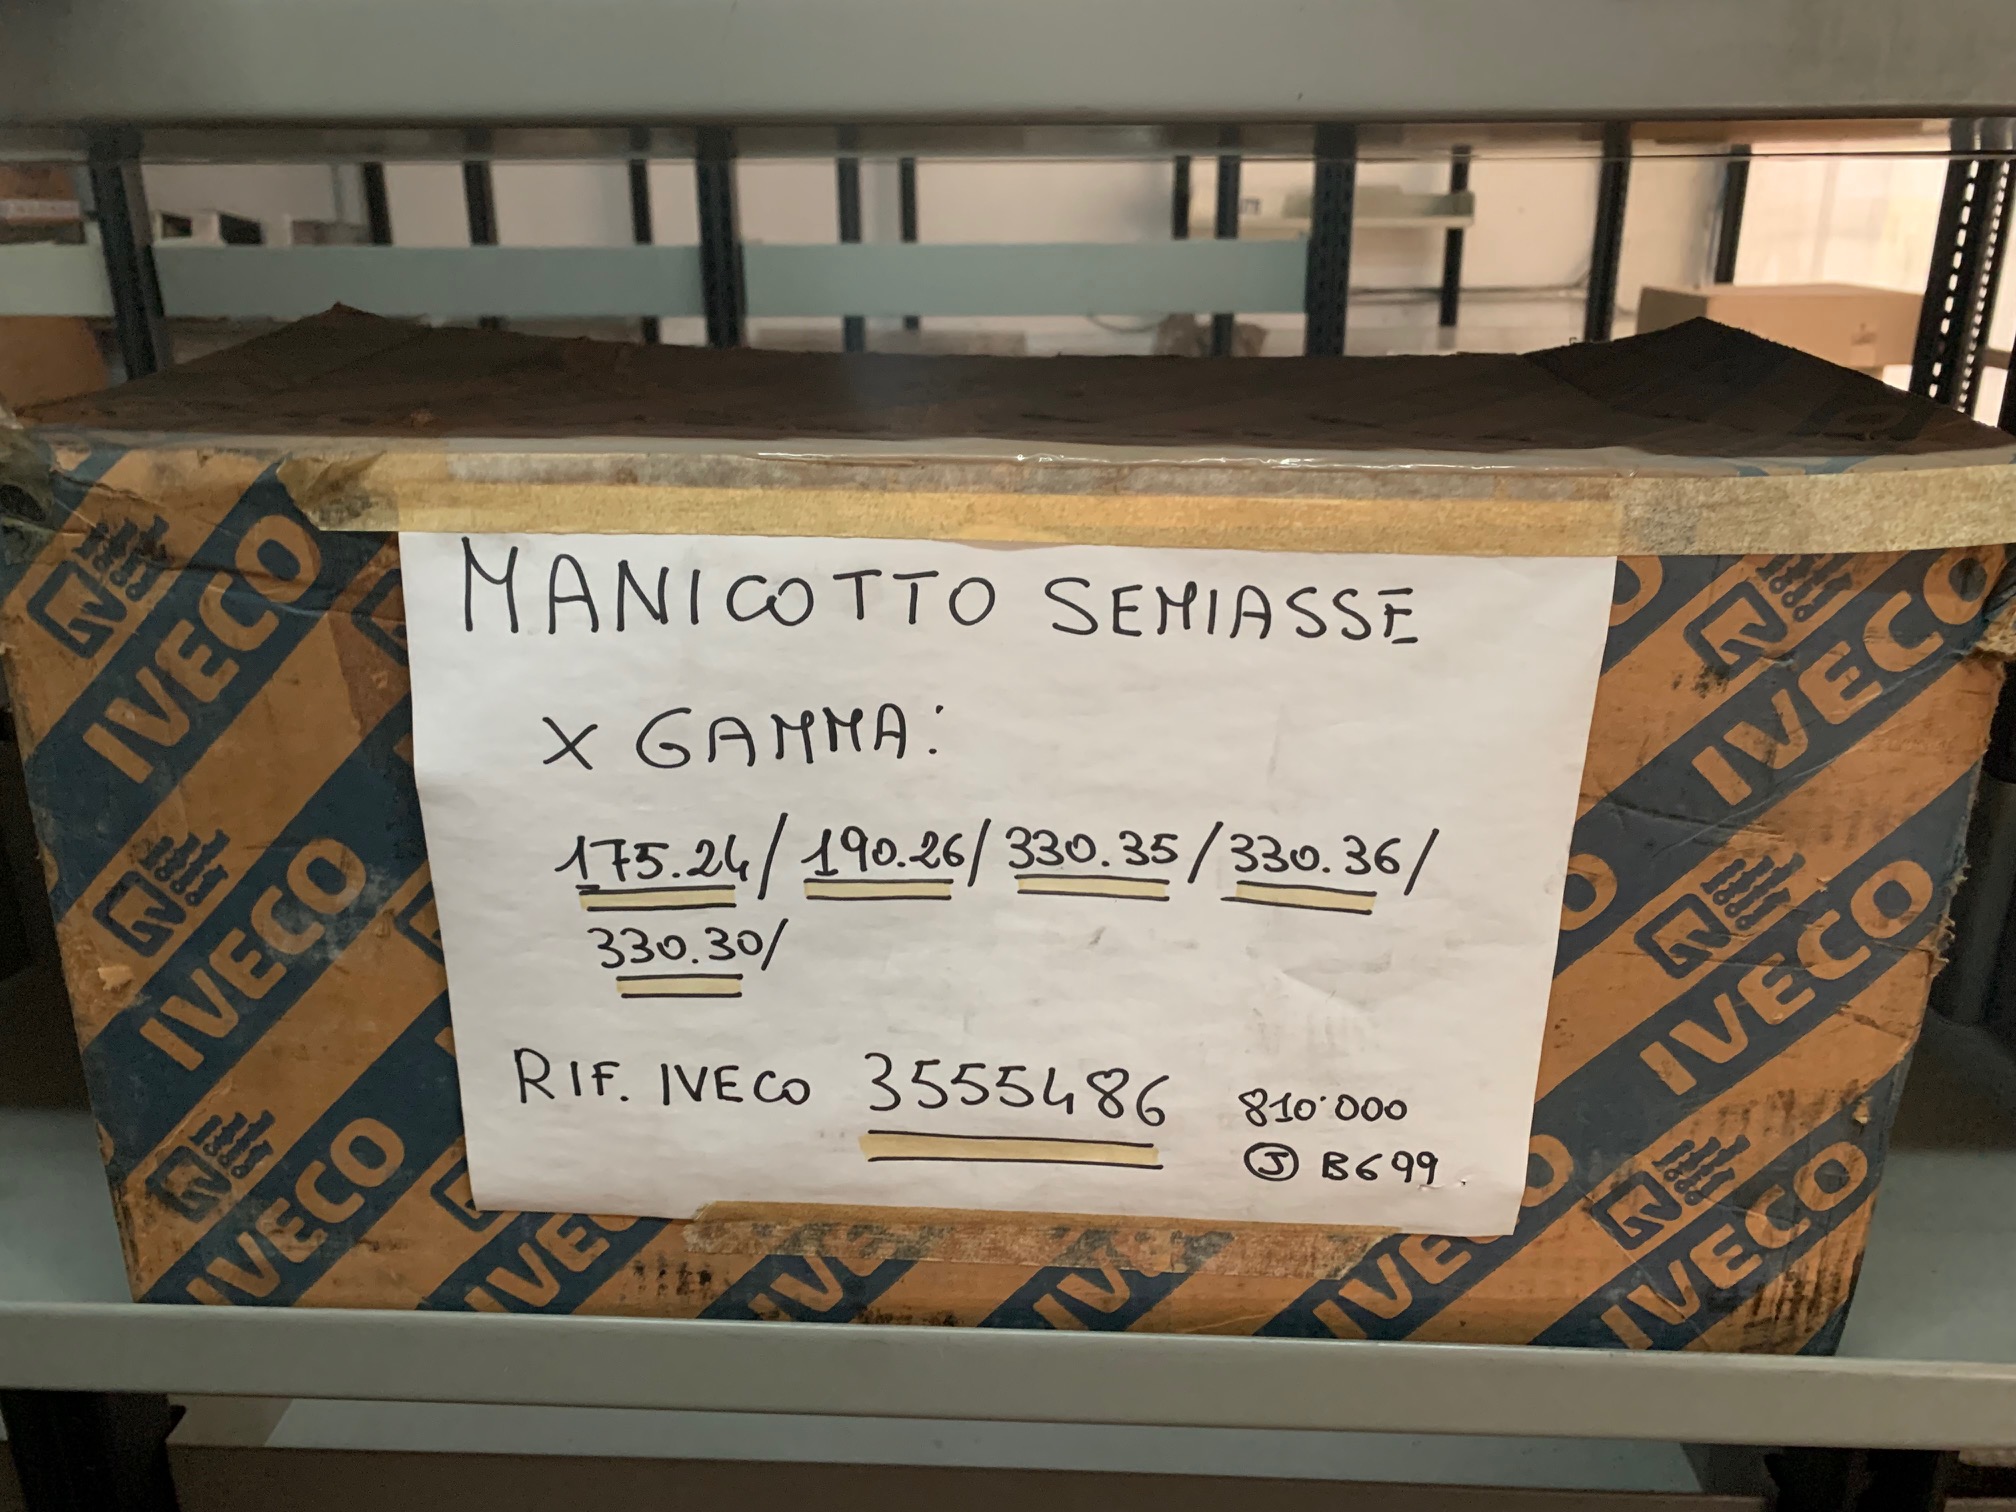 MANICOTTO SEMIASSE
X GAMMA:
175.24/ 190.26/ 330.35/ 330.36/
330.30/
RIF. IVECO 3555486
810'000
J B699
IVECO
IVECO
IVECO
IVECO
IVECO
IVECO
IVECO
IVECO